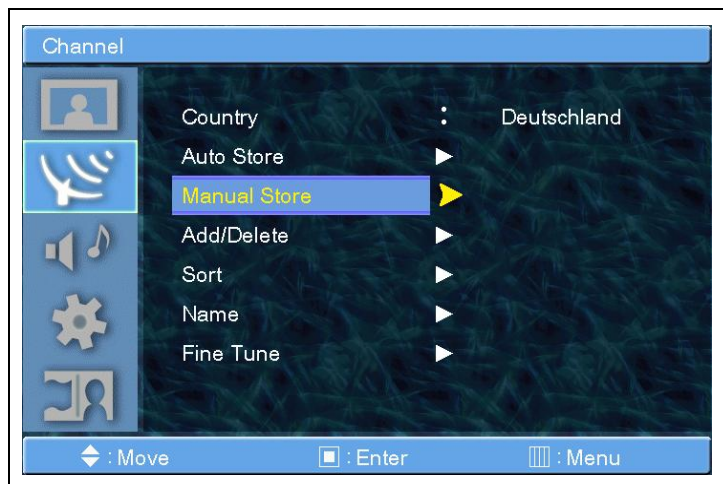 Channel
Country : Deutschland
Auto Store
Manual Store
Add/Delete
Sort
Name
Fine Tune
: Move : Enter : Menu